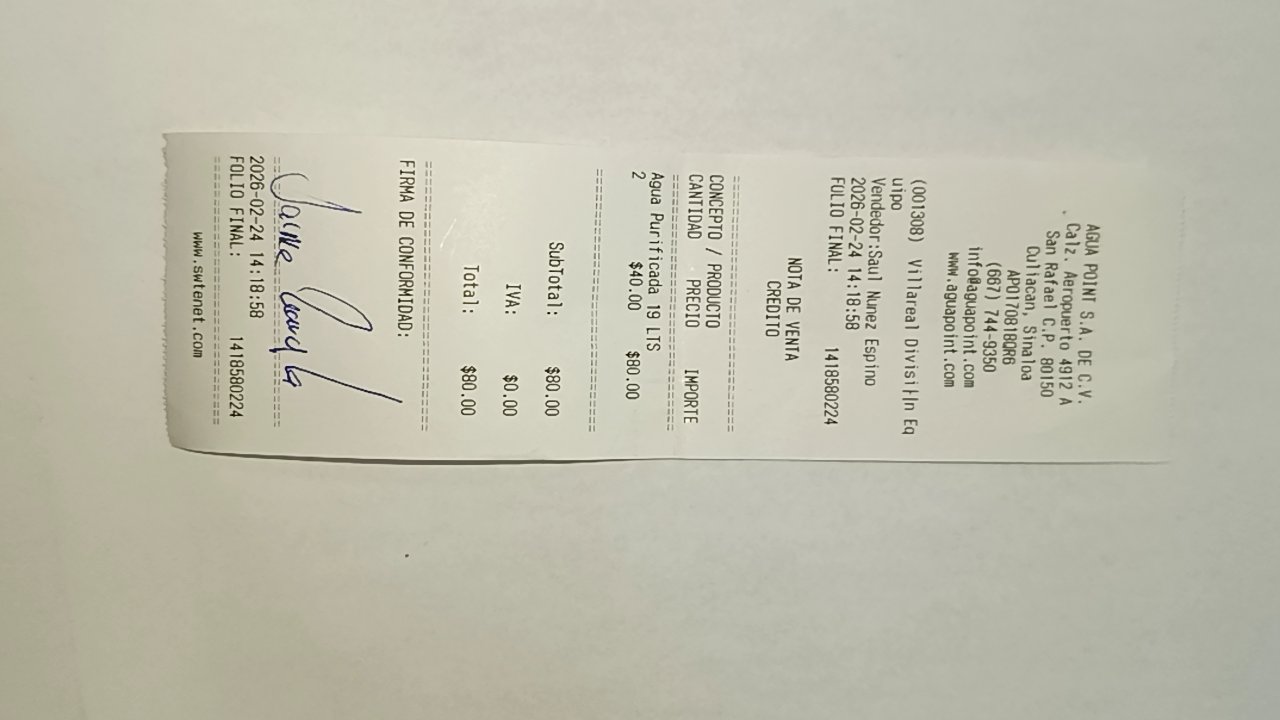 AGUA POINT S.A. DE C.V.
. Calz. Aeropuerto 4912 A
San Rafael C.P. 80150
Culiacan, Sinaloa
APO170818QR6
(667) 744-9350
info@aguapoint.com
www.aguapoint.com
(001308) Villareal Divisi|-|n Eq
uipo
Vendedor:Saul Nunez Espino
2026-02-24 14:18:58
FOLIO FINAL: 1418580224
NOTA DE VENTA
CREDITO
CONCEPTO / PRODUCTO
CANTIDAD PRECIO IMPORTE
Agua Purificada 19 LTS
2 $40.00 $80.00
SubTotal: $80.00
IVA: $0.00
Total: $80.00
FIRMA DE CONFORMIDAD:
2026-02-24 14:18:58
FOLIO FINAL: 1418580224
www.swtenet.com